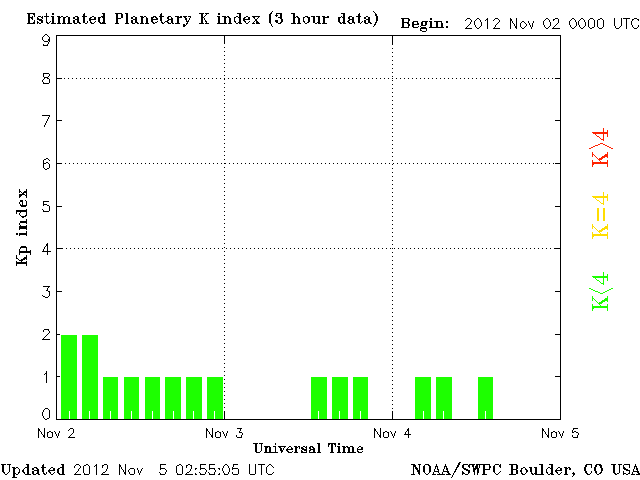 Estimated Planetary K index (3 hour data) Begin: 2012 Nov 02 0000 UTC
9
8
7
6
5
4
3
2
1
0
Kp index
K>4
K=4
K<4
Nov 2 Nov 3 Nov 4 Nov 5
Universal Time
Updated 2012 Nov 5 02:55:05 UTC NOAA/SWPC Boulder, CO USA